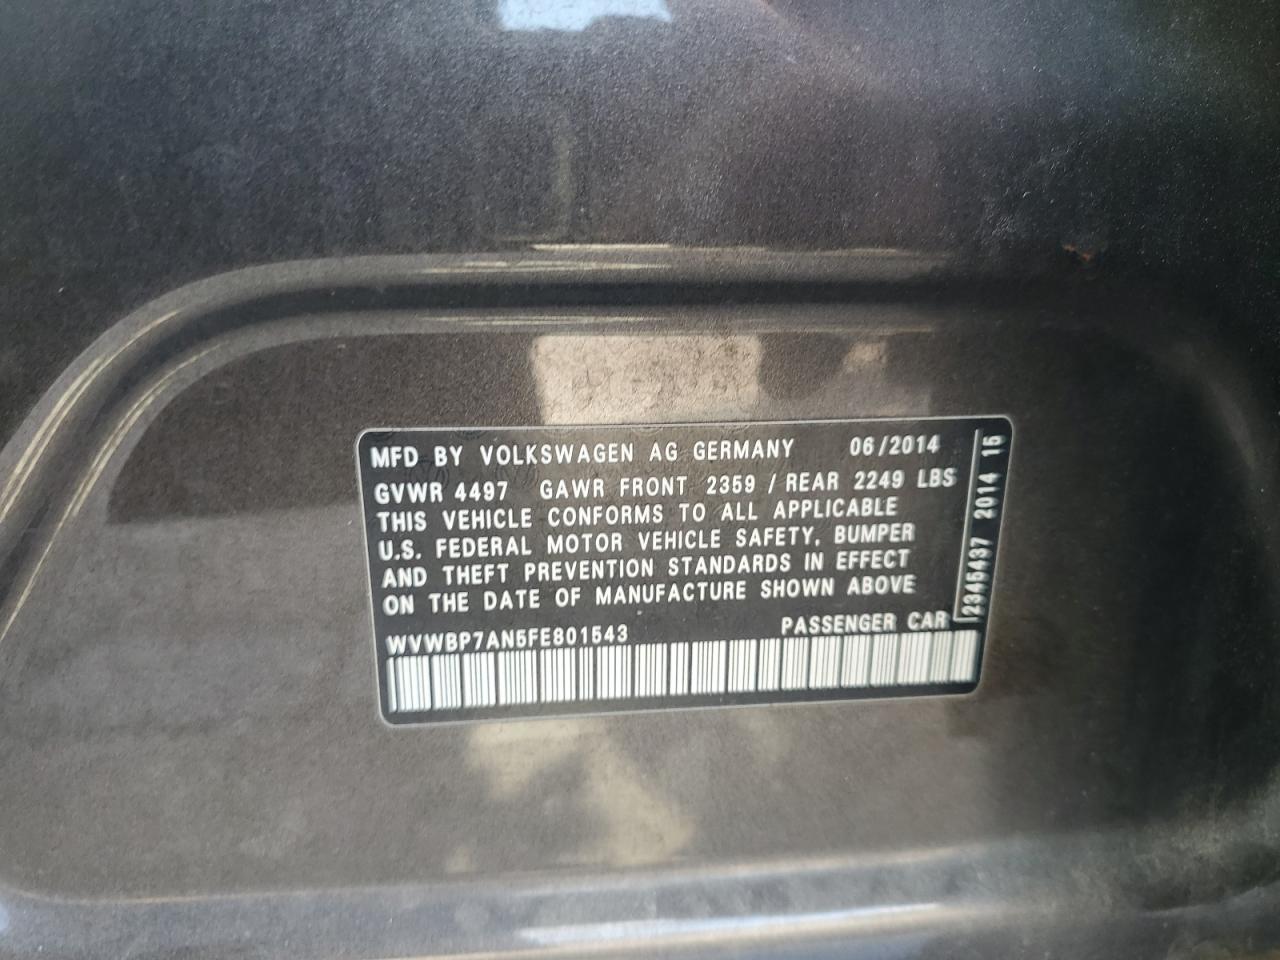 MFD BY VOLKSWAGEN AG GERMANY 06/2014
GVWR 4497 GAWR FRONT 2359 / REAR 2249 LBS
THIS VEHICLE CONFORMS TO ALL APPLICABLE
U.S. FEDERAL MOTOR VEHICLE SAFETY, BUMPER
AND THEFT PREVENTION STANDARDS IN EFFECT
ON THE DATE OF MANUFACTURE SHOWN ABOVE
WVWBP7AN5FE801543 PASSENGER CAR
2345437 2014 15